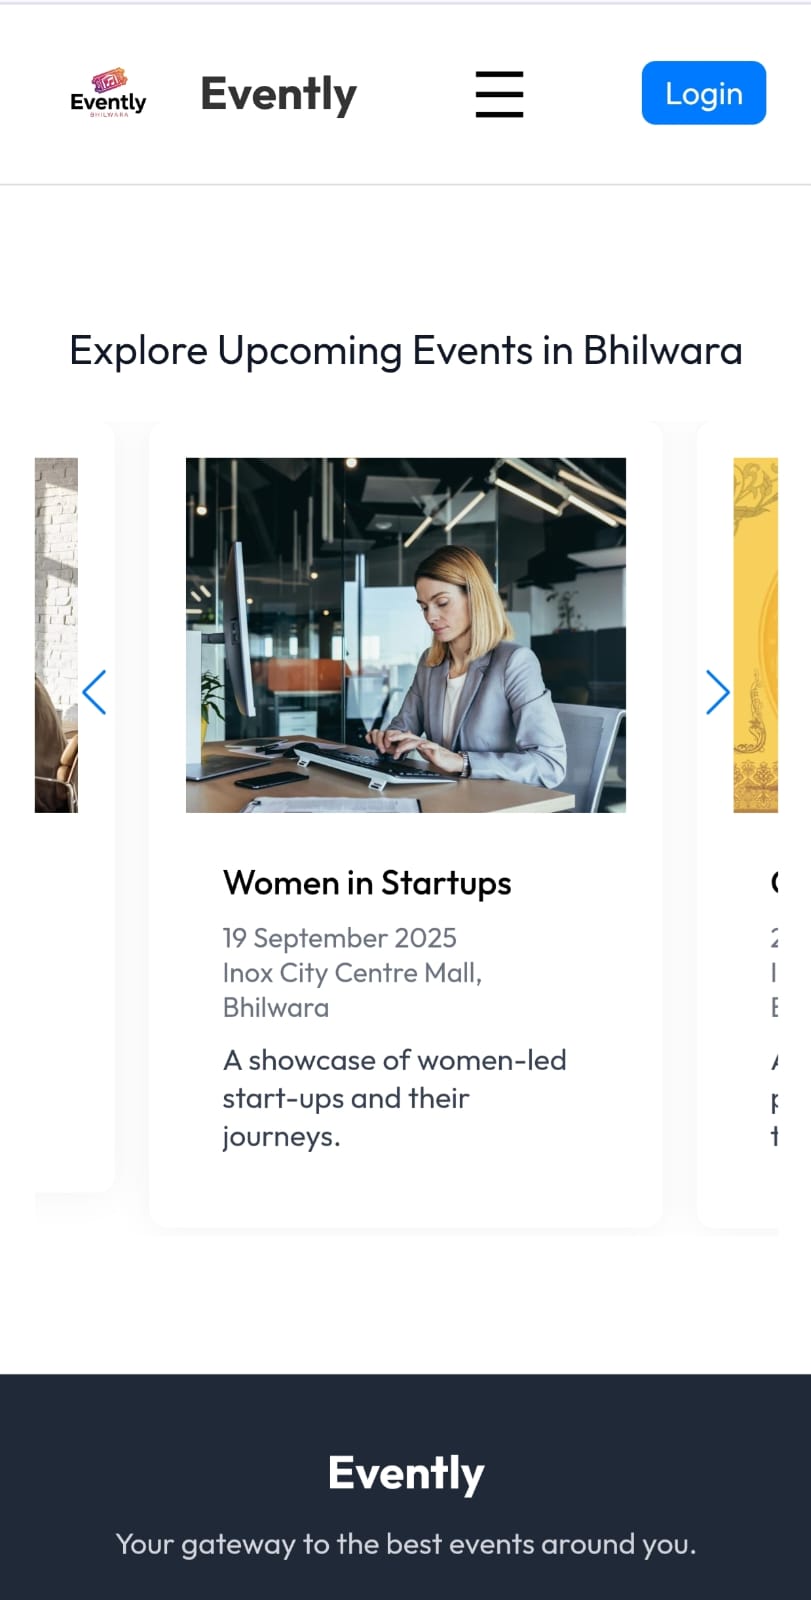 Evently
BHILWARA
Evently
Login
Explore Upcoming Events in Bhilwara
Women in Startups
19 September 2025
Inox City Centre Mall,
Bhilwara
A showcase of women-led
start-ups and their
journeys.
Evently
Your gateway to the best events around you.